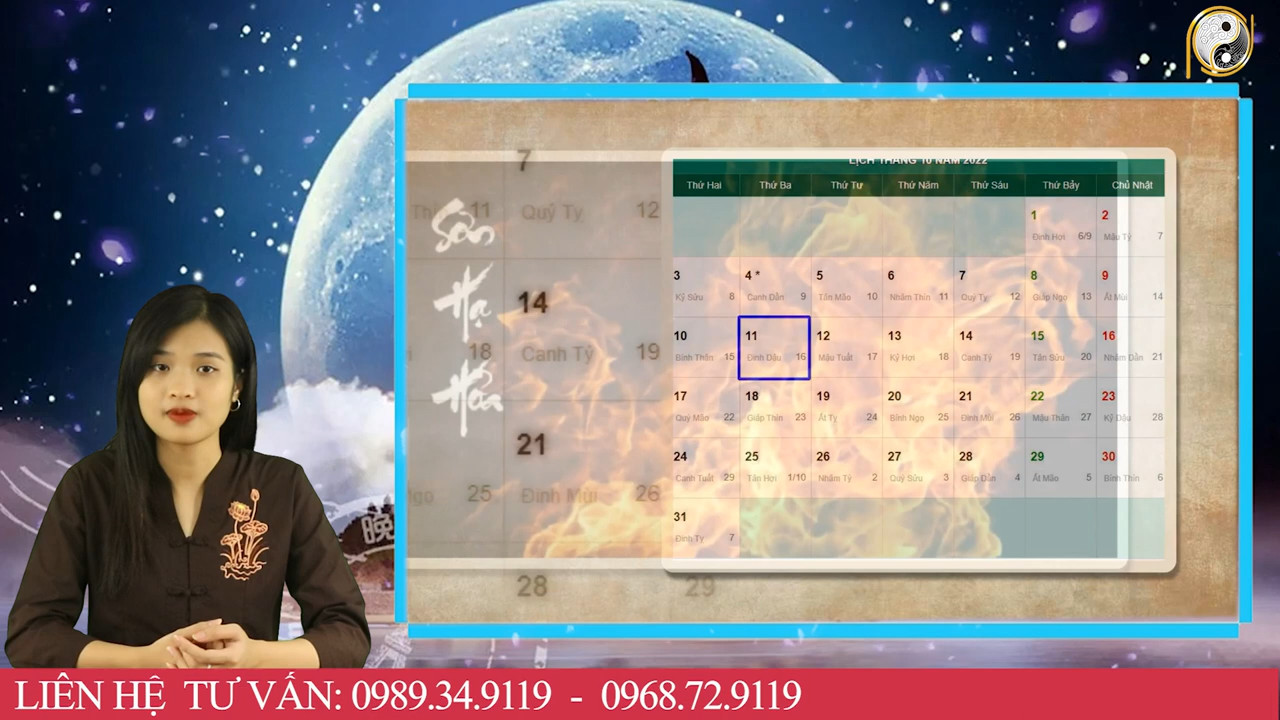 LỊCH THÁNG 10 NĂM 2022
Thứ Hai Thứ Ba Thứ Tư Thứ Năm Thứ Sáu Thứ Bảy Chủ Nhật
1 2
Đinh Hợi 6/9 Mậu Tý 7
3 4 * 5 6 7 8 9
Kỷ Sửu 8 Canh Dần 9 Tân Mão 10 Nhâm Thìn 11 Quý Tỵ 12 Giáp Ngọ 13 Ất Mùi 14
10 11 12 13 14 15 16
Bính Thân 15 Đinh Dậu 16 Mậu Tuất 17 Kỷ Hợi 18 Canh Tý 19 Tân Sửu 20 Nhâm Dần 21
17 18 19 20 21 22 23
Quý Mão 22 Giáp Thìn 23 Ất Tỵ 24 Bính Ngọ 25 Đinh Mùi 26 Mậu Thân 27 Kỷ Dậu 28
24 25 26 27 28 29 30
Canh Tuất 29 Tân Hợi 1/10 Nhâm Tý 2 Quý Sửu 3 Giáp Dần 4 Ất Mão 5 Bính Thìn 6
31
Đinh Tỵ 7
7
11 Quý Tỵ 12
14
18 Canh Tý 19
21
Ngọ 25 Đinh Mùi 26
28 29
Sơn
Hạ
Hỏa
晚
LIÊN HỆ TƯ VẤN: 0989.34.9119 - 0968.72.9119